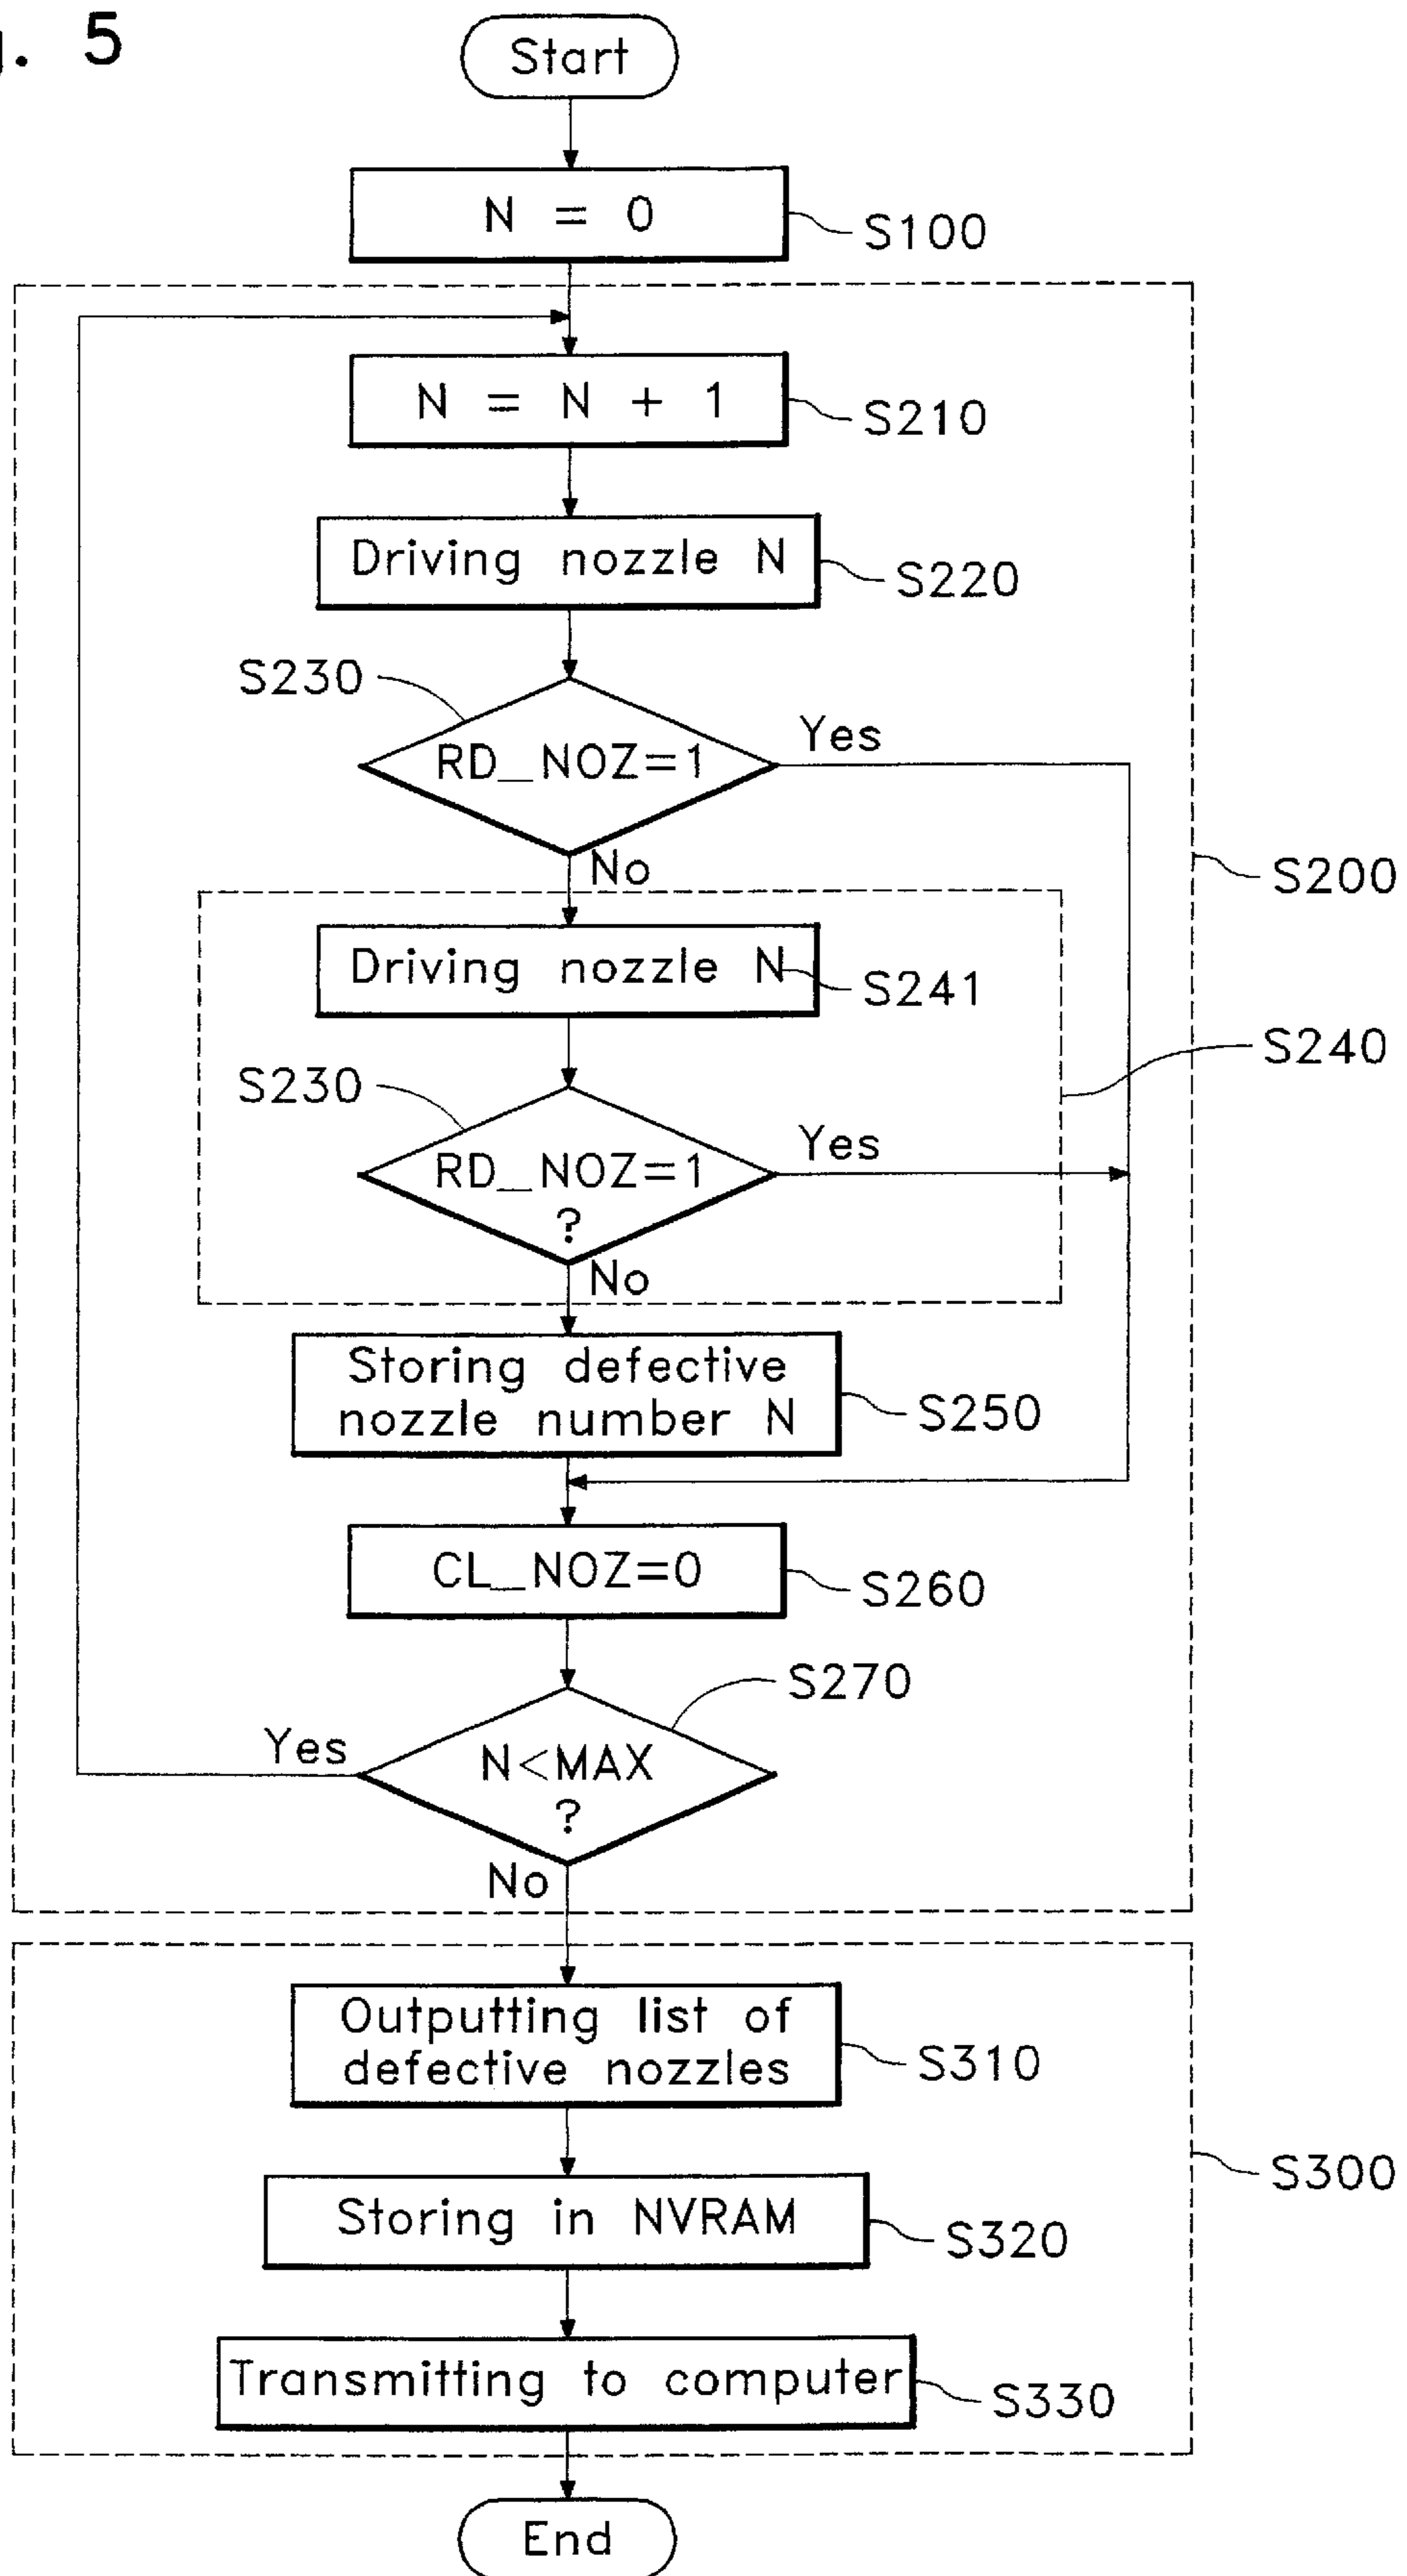 . 5
Start
N = 0
S100
N = N + 1
S210
Driving nozzle N
S220
S230
RD_NOZ=1
Yes
No
S200
Driving nozzle N
S241
S240
S230
RD_NOZ=1
?
Yes
No
Storing defective
nozzle number N
S250
CL_NOZ=0
S260
S270
N<MAX
?
Yes
No
Outputting list of
defective nozzles
S310
S300
Storing in NVRAM
S320
Transmitting to computer
S330
End